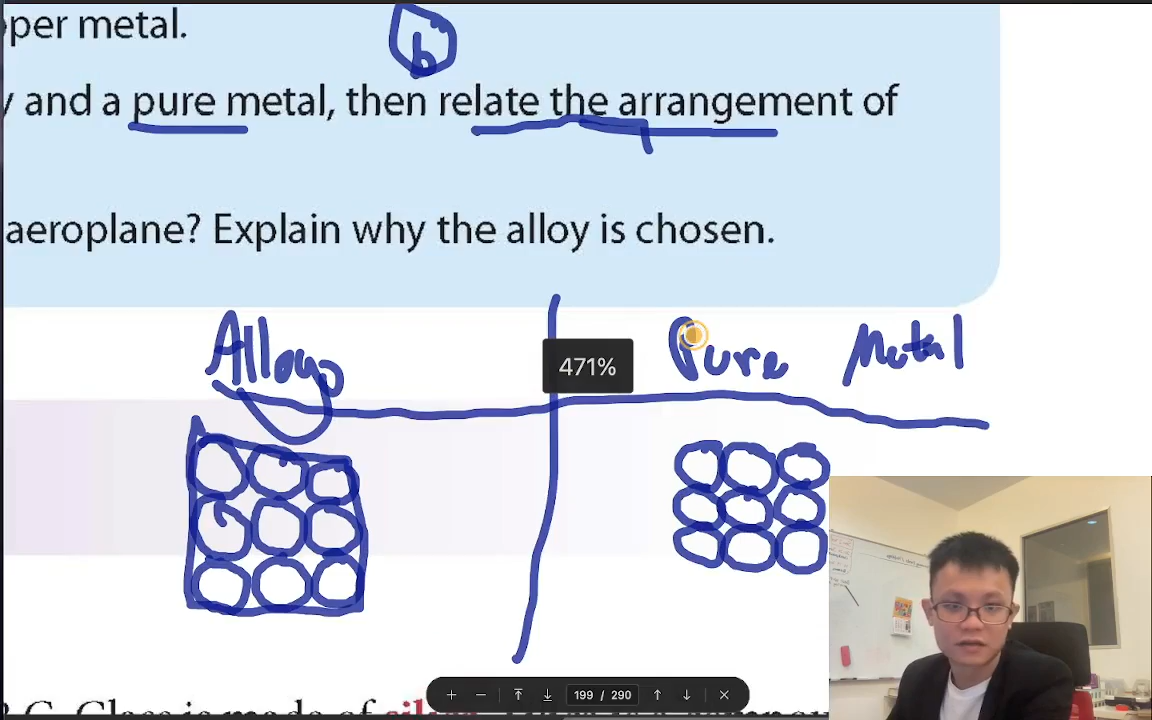 per metal.
b
y and a pure metal, then relate the arrangement of
aeroplane? Explain why the alloy is chosen.
Alloy
Pure Metal
471%
199 / 290